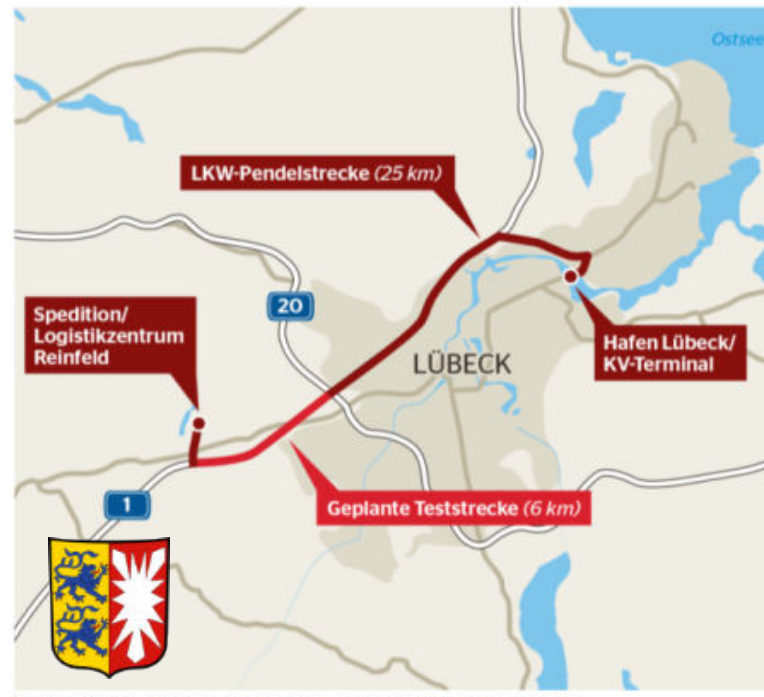 Ostsee
LKW-Pendelstrecke (25 km)
20
Spedition/
Logistikzentrum
Reinfeld
Hafen Lübeck/
KV-Terminal
LÜBECK
Geplante Teststrecke (6 km)
1